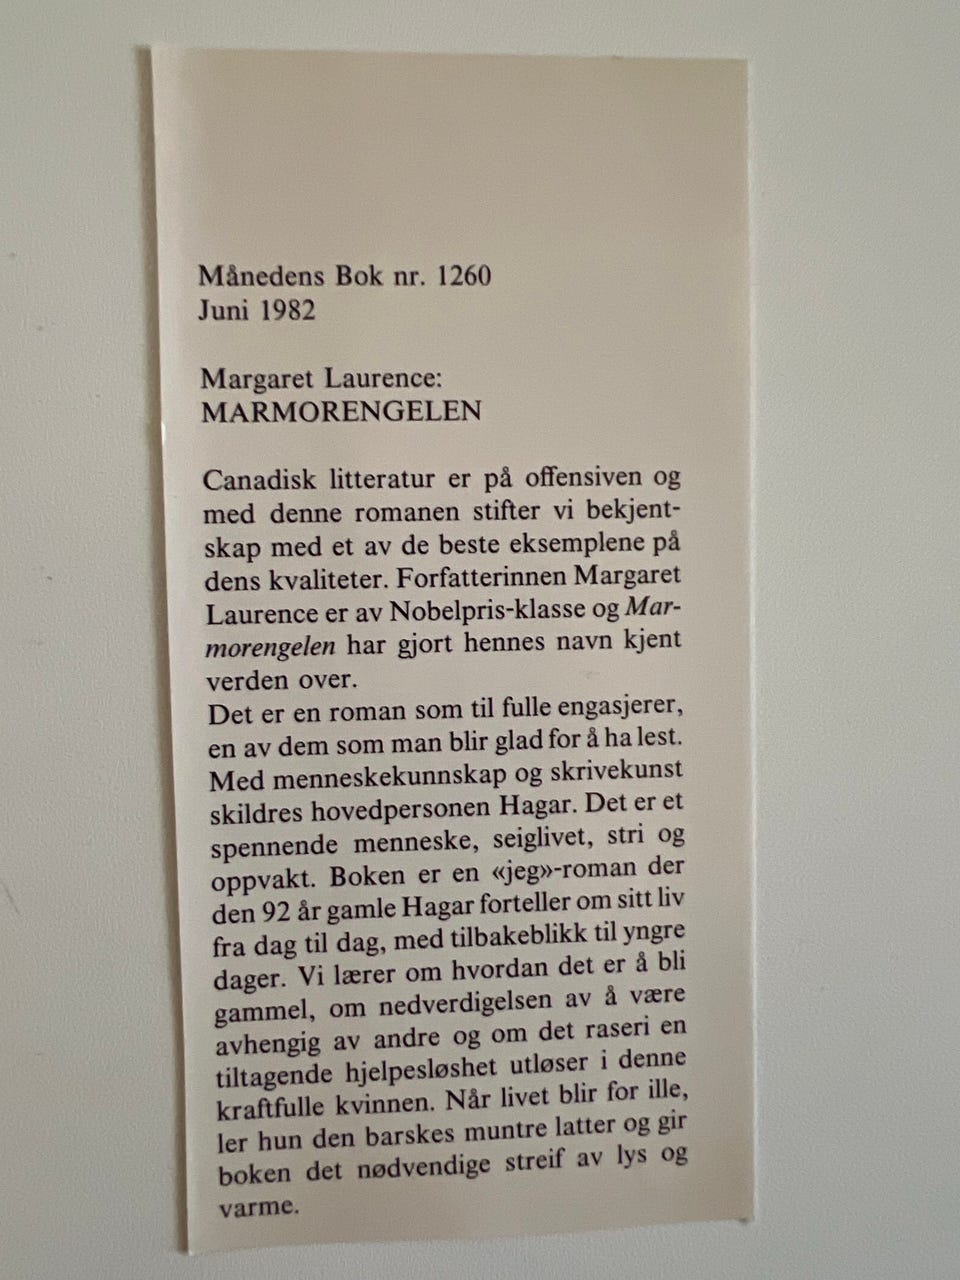 Månedens Bok nr. 1260
Juni 1982
Margaret Laurence:
MARMORENGELEN
Canadisk litteratur er på offensiven og
med denne romanen stifter vi bekjent-
skap med et av de beste eksemplene på
dens kvaliteter. Forfatterinnen Margaret
Laurence er av Nobelpris-klasse og Mar-
morengelen har gjort hennes navn kjent
verden over.
Det er en roman som til fulle engasjerer,
en av dem som man blir glad for å ha lest.
Med menneskekunnskap og skrivekunst
skildres hovedpersonen Hagar. Det er et
spennende menneske, seiglivet, stri og
oppvakt. Boken er en «jeg»-roman der
den 92 år gamle Hagar forteller om sitt liv
fra dag til dag, med tilbakeblikk til yngre
dager. Vi lærer om hvordan det er å bli
gammel, om nedverdigelsen av å være
avhengig av andre og om det raseri en
tiltagende hjelpesløshet utløser i denne
kraftfulle kvinnen. Når livet blir for ille,
ler hun den barskes muntre latter og gir
boken det nødvendige streif av lys og
varme.